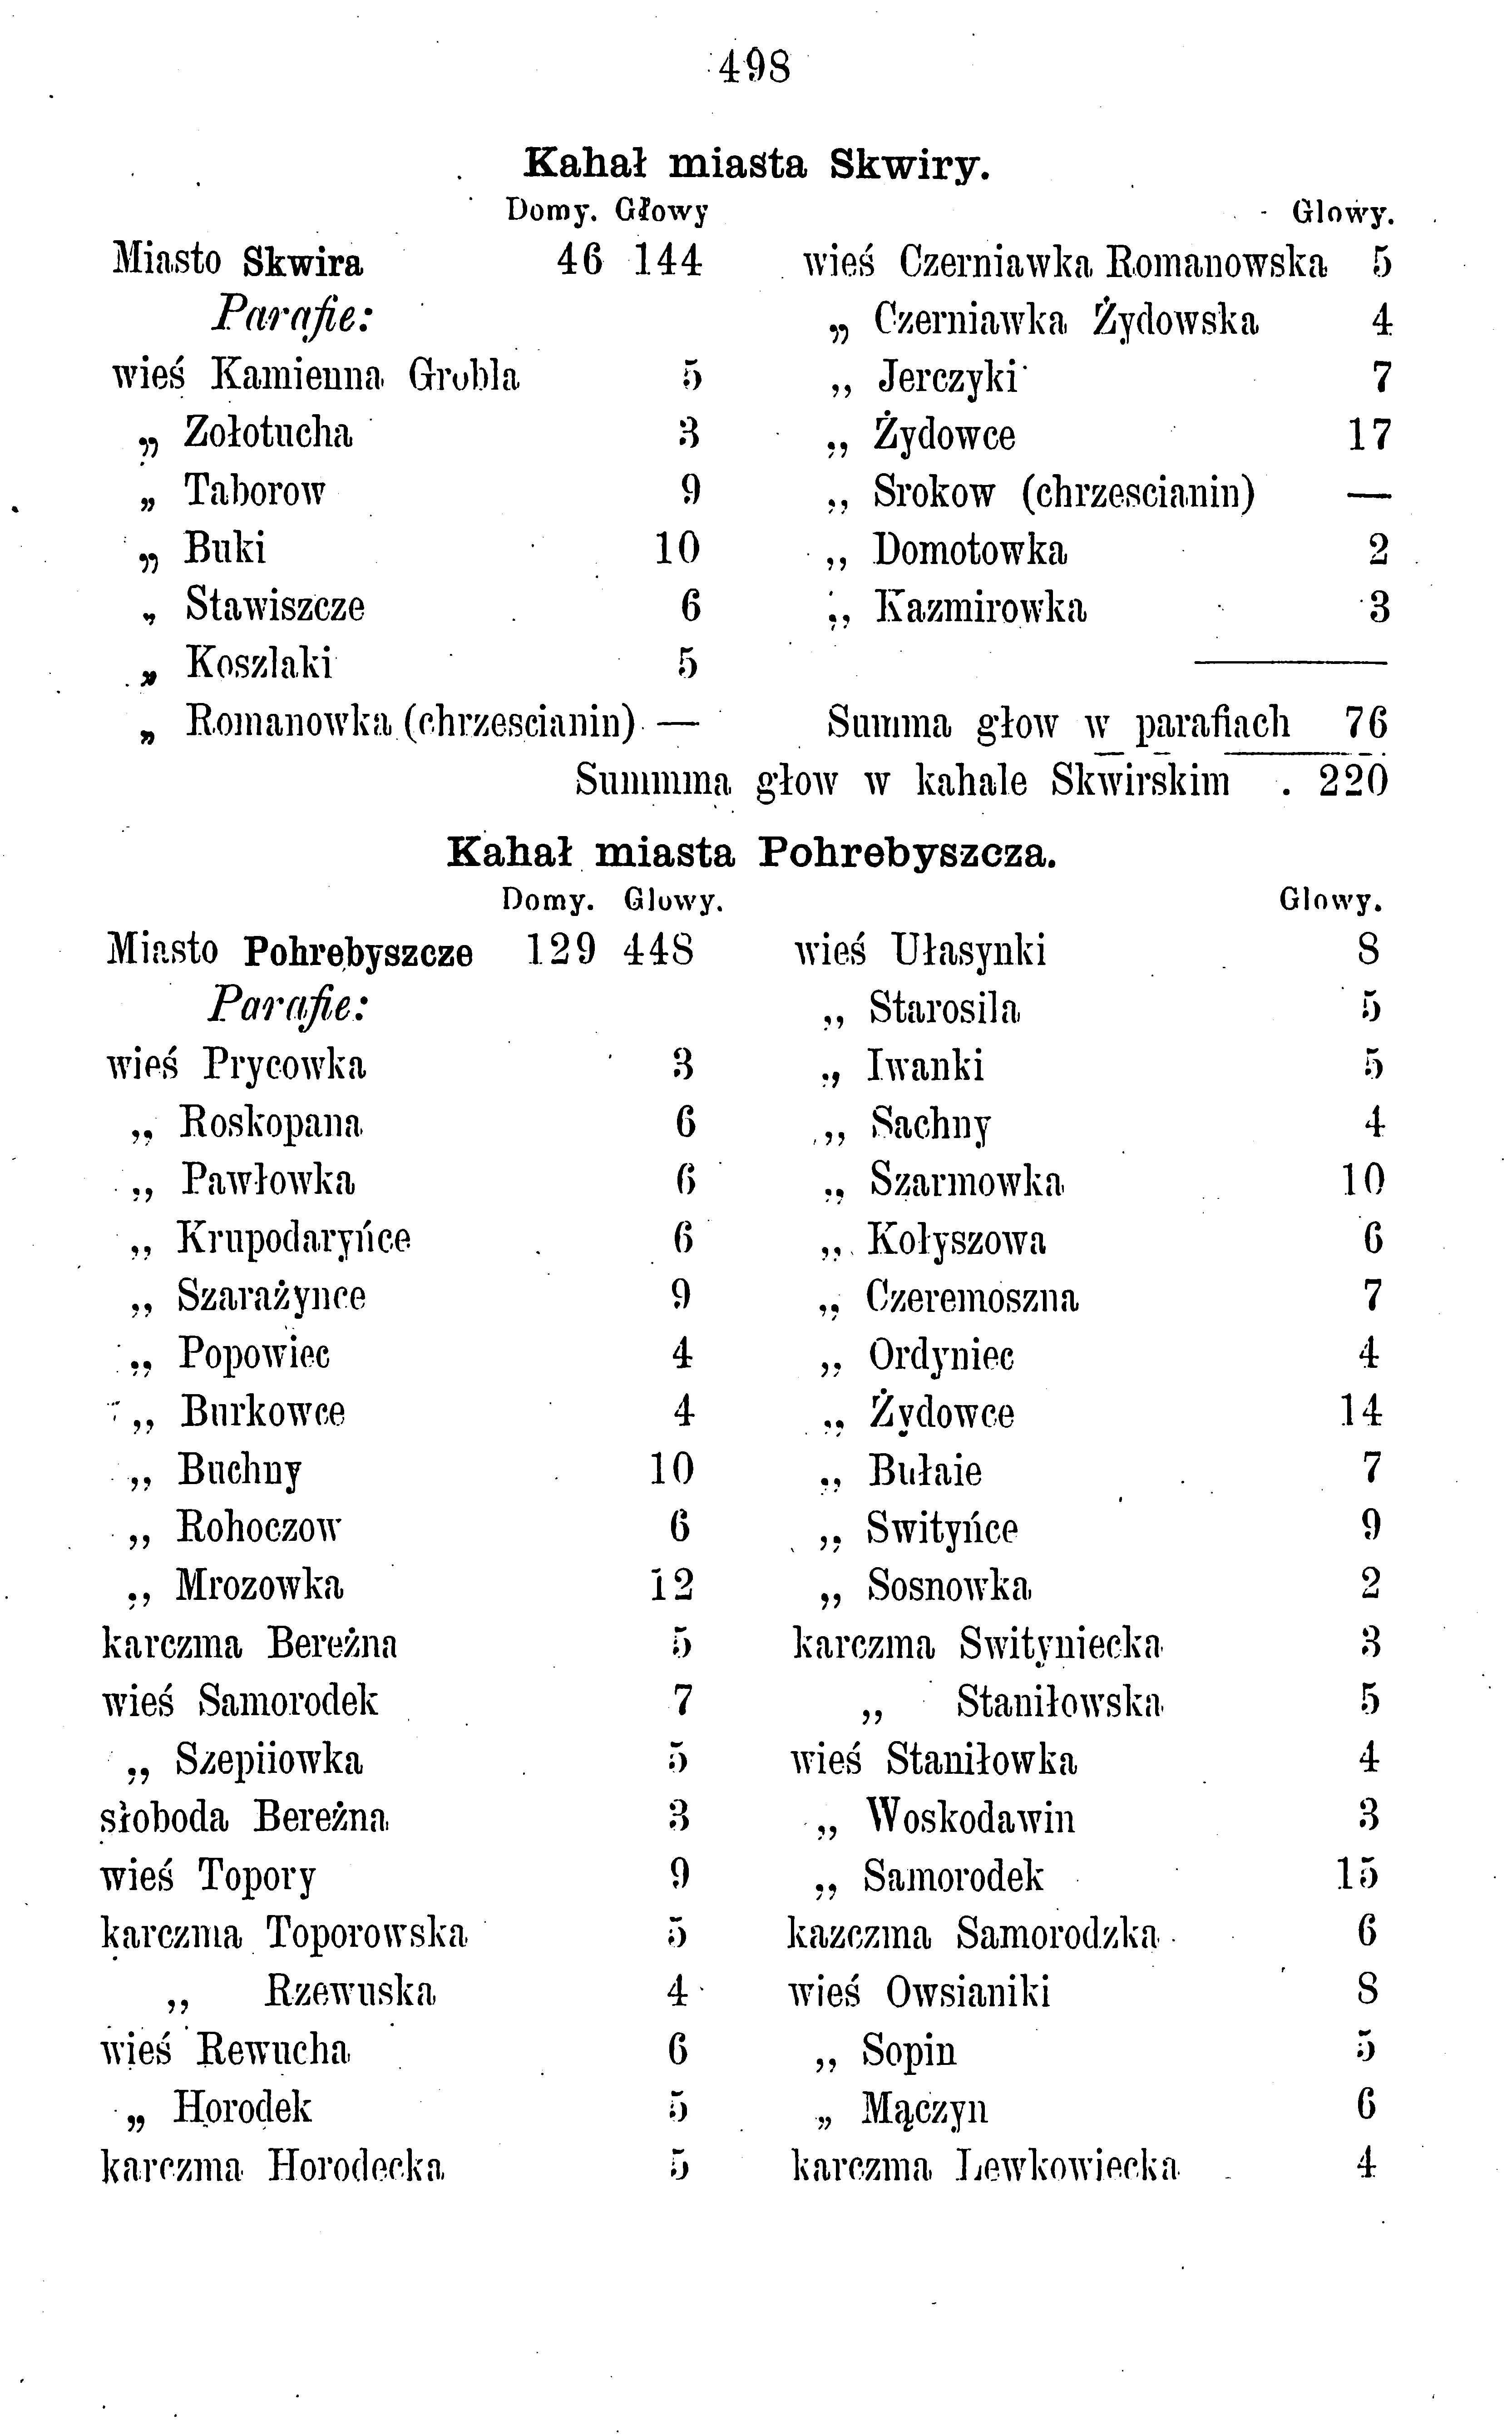 498
Kahał miasta Skwiry.
Domy. Głowy
Miasto Skwira 46 144
Parafie:
wieś Kamienna Grobla 5
„ Zołotucha 3
„ Taborow 9
„ Buki 10
„ Stawiszcze 6
„ Koszlaki 5
„ Romanowka (chrzescianin) —
Glowy.
wieś Czerniawka Romanowska 5
„ Czerniawka Żydowska 4
„ Jerczyki 7
„ Żydowce 17
„ Srokow (chrzescianin) —
„ Domotowka 2
„ Kazmirowka 3
Summa głow w parafiach 76
Summma głow w kahale Skwirskim . 220
Kahał miasta Pohrebyszcza.
Domy. Glowy.
Miasto Pohrebyszcze 129 448
Parafie:
wieś Prycowka 3
„ Roskopana 6
„ Pawłowka 6
„ Krupodaryńce 6
„ Szarażynce 9
„ Popowiec 4
„ Burkowce 4
„ Buchny 10
„ Rohoczow 6
„ Mrozowka 12
karczma Bereżna 5
wieś Samorodek 7
„ Szepiiowka 5
słoboda Bereżna 3
wieś Topory 9
karczma Toporowska 5
„ Rzewuska 4
wieś Rewucha 6
„ Horodek 5
karczma Horodecka 5
Glowy.
wieś Ułasynki 8
„ Starosila 5
„ Iwanki 5
„ Sachny 4
„ Szarmowka 10
„ Kołyszowa 6
„ Czeremoszna 7
„ Ordyniec 4
„ Żydowce 14
„ Bułaie 7
„ Swityńce 9
„ Sosnowka 2
karczma Swityniecka 3
„ Staniłowska 5
wieś Staniłowka 4
„ Woskodawin 3
„ Samorodek 15
kazczma Samorodzka 6
wieś Owsianiki 8
„ Sopin 5
„ Mączyn 6
karczma Lewkowiecka 4